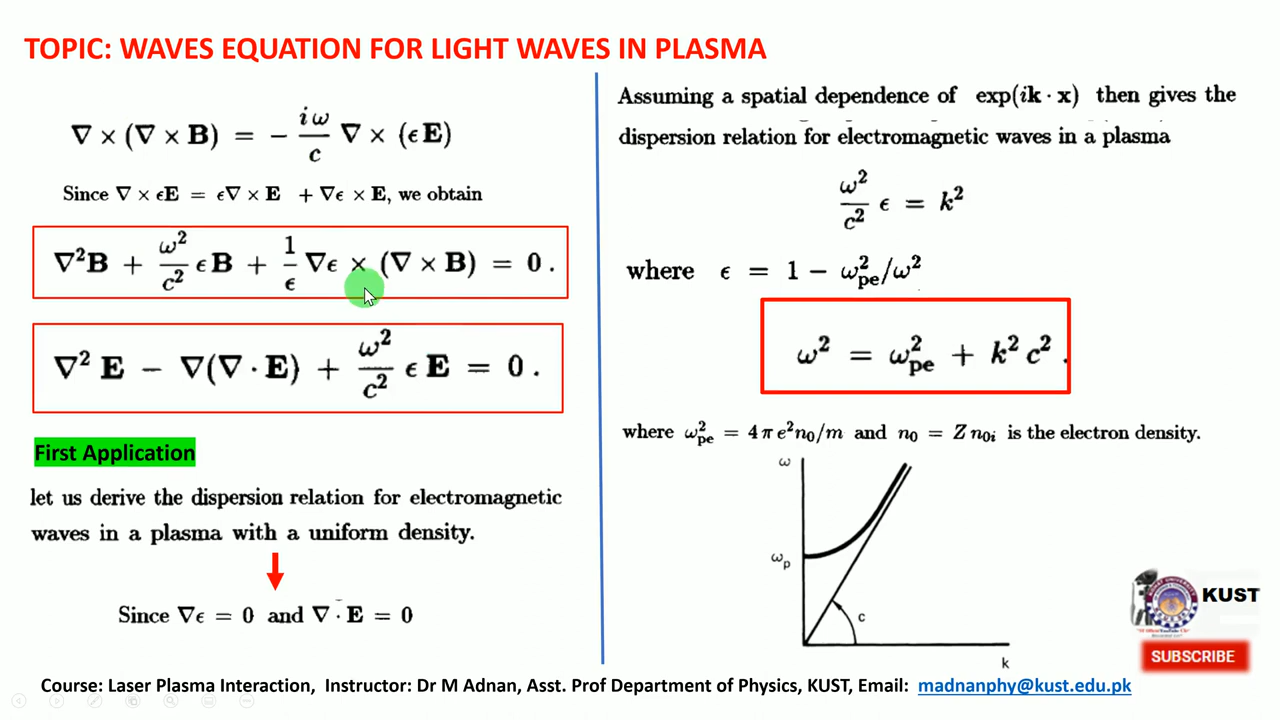 TOPIC: WAVES EQUATION FOR LIGHT WAVES IN PLASMA
∇ × (∇ × B) = − iω/c ∇ × (ϵE)
Since ∇ × ϵE = ϵ∇ × E + ∇ϵ × E, we obtain
∇²B + ω²/c² ϵB + 1/ϵ ∇ϵ × (∇ × B) = 0 .
∇² E − ∇(∇ · E) + ω²/c² ϵ E = 0 .
First Application
let us derive the dispersion relation for electromagnetic
waves in a plasma with a uniform density.
Since ∇ϵ = 0 and ∇ · E = 0
Assuming a spatial dependence of exp(ik · x) then gives the
dispersion relation for electromagnetic waves in a plasma
ω²/c² ϵ = k²
where ϵ = 1 − ω²pe/ω²
ω² = ω²pe + k² c² .
where ω²pe = 4πe²n₀/m and n₀ = Z n₀ᵢ is the electron density.
ω
ωp
c
k
KUST
SUBSCRIBE
Course: Laser Plasma Interaction, Instructor: Dr M Adnan, Asst. Prof Department of Physics, KUST, Email: madnanphy@kust.edu.pk